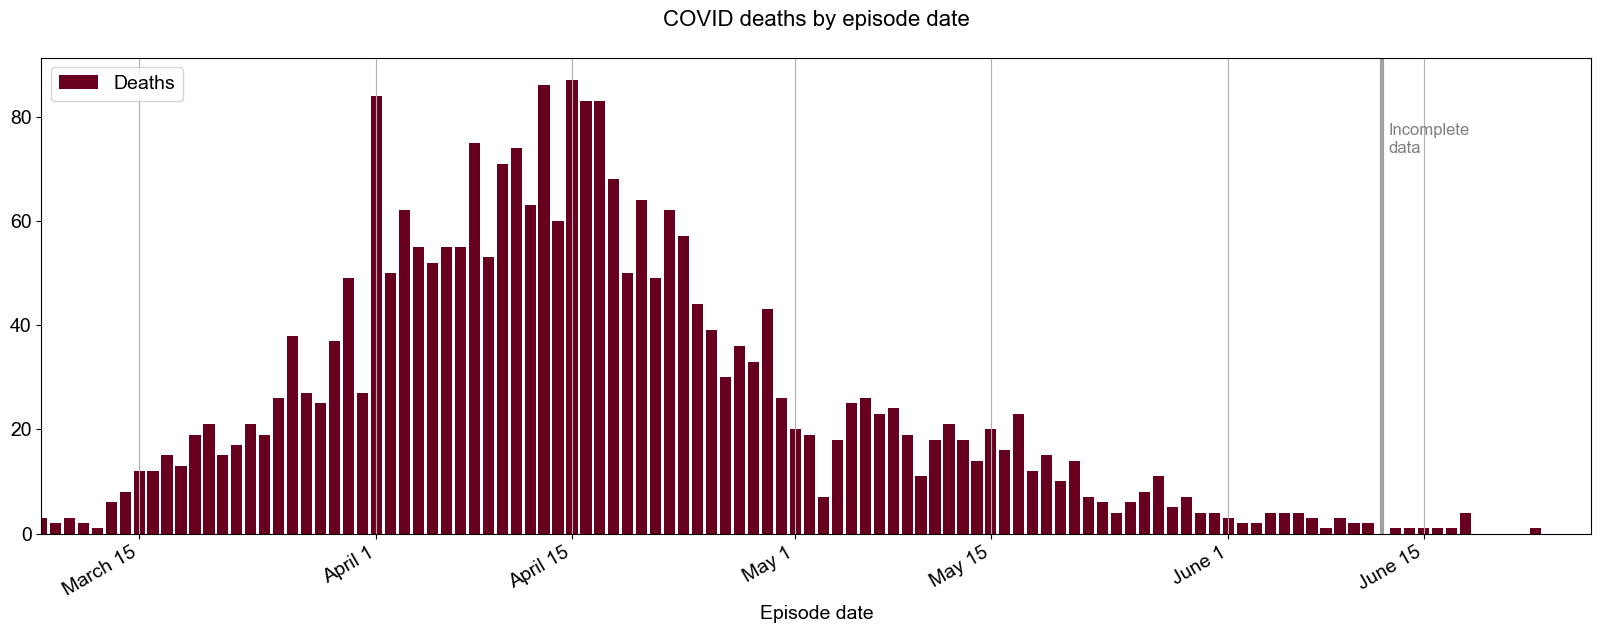 COVID deaths by episode date
Deaths
Incomplete
data
80
60
40
20
0
March 15
April 1
April 15
May 1
May 15
June 1
June 15
Episode date